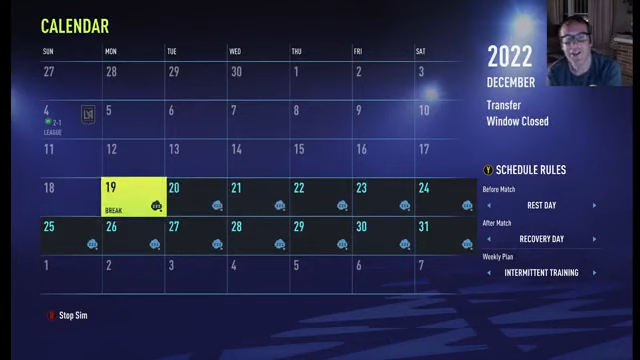 CALENDAR
SUN MON TUE WED THU FRI SAT
27 28 29 30 1 2 3
4 5 6 7 8 9 10
2-1
LEAGUE
11 12 13 14 15 16 17
18 19 20 21 22 23 24
BREAK
25 26 27 28 29 30 31
1 2 3 4 5 6 7
Stop Sim
2022
DECEMBER
Transfer
Window Closed
Y SCHEDULE RULES
Before Match
REST DAY
After Match
RECOVERY DAY
Weekly Plan
INTERMITTENT TRAINING